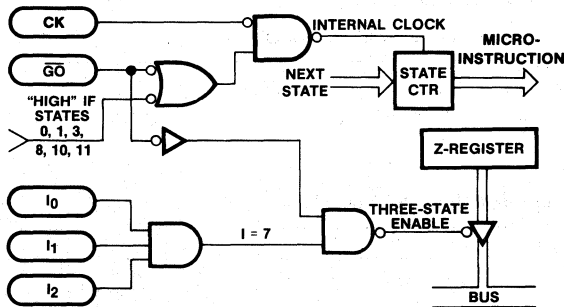 CK
INTERNAL CLOCK
MICRO-
INSTRUCTION
GO
NEXT
STATE
STATE
CTR
"HIGH" IF
STATES
0, 1, 3,
8, 10, 11
Z-REGISTER
I0
I1
I2
I = 7
THREE-STATE
ENABLE
BUS